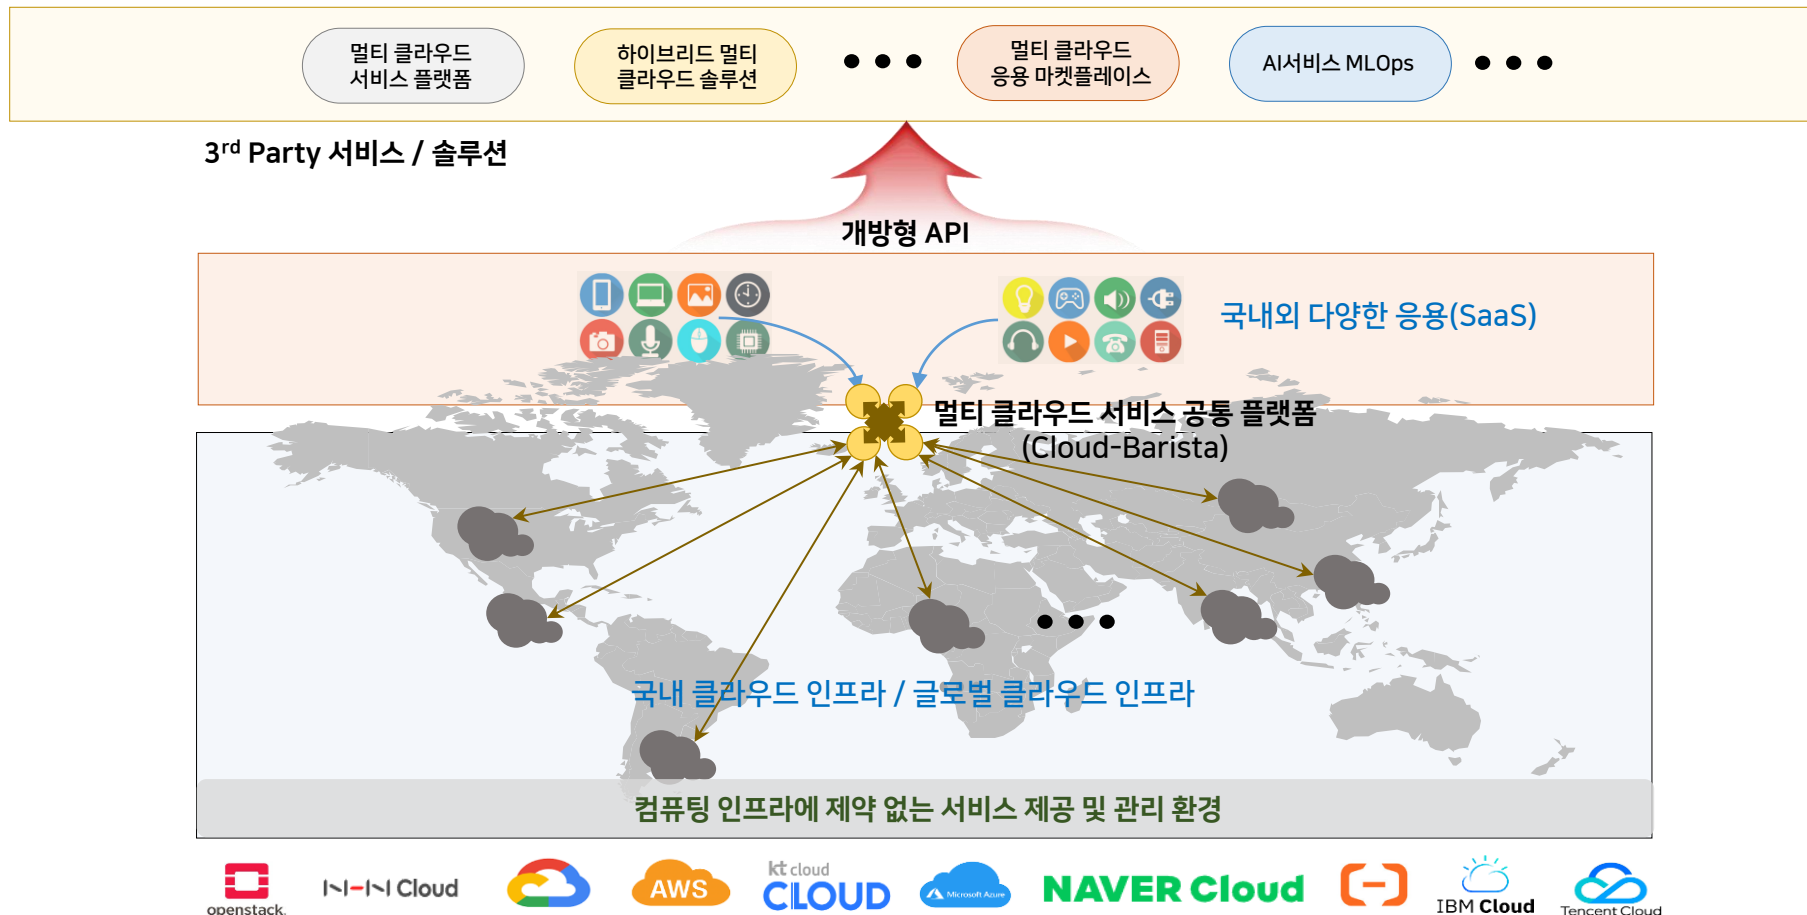 멀티 클라우드
서비스 플랫폼
하이브리드 멀티
클라우드 솔루션
멀티 클라우드
응용 마켓플레이스
AI서비스 MLOps
3rd Party 서비스 / 솔루션
개방형 API
국내외 다양한 응용(SaaS)
멀티 클라우드 서비스 공통 플랫폼
(Cloud-Barista)
국내 클라우드 인프라 / 글로벌 클라우드 인프라
컴퓨팅 인프라에 제약 없는 서비스 제공 및 관리 환경
openstack.
NHN Cloud
AWS
kt cloud
CLOUD
Microsoft Azure
NAVER Cloud
IBM Cloud
Tencent Cloud